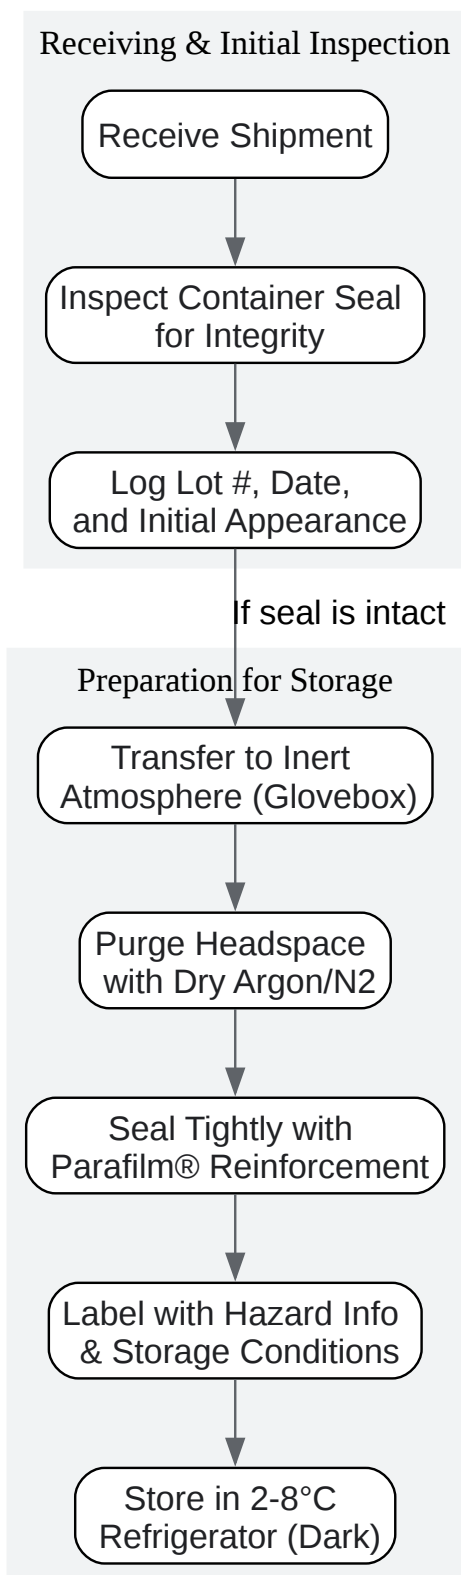 Receiving & Initial Inspection
Receive Shipment
Inspect Container Seal
for Integrity
Log Lot #, Date,
and Initial Appearance
If seal is intact
Preparation for Storage
Transfer to Inert
Atmosphere (Glovebox)
Purge Headspace
with Dry Argon/N2
Seal Tightly with
Parafilm® Reinforcement
Label with Hazard Info
& Storage Conditions
Store in 2-8°C
Refrigerator (Dark)